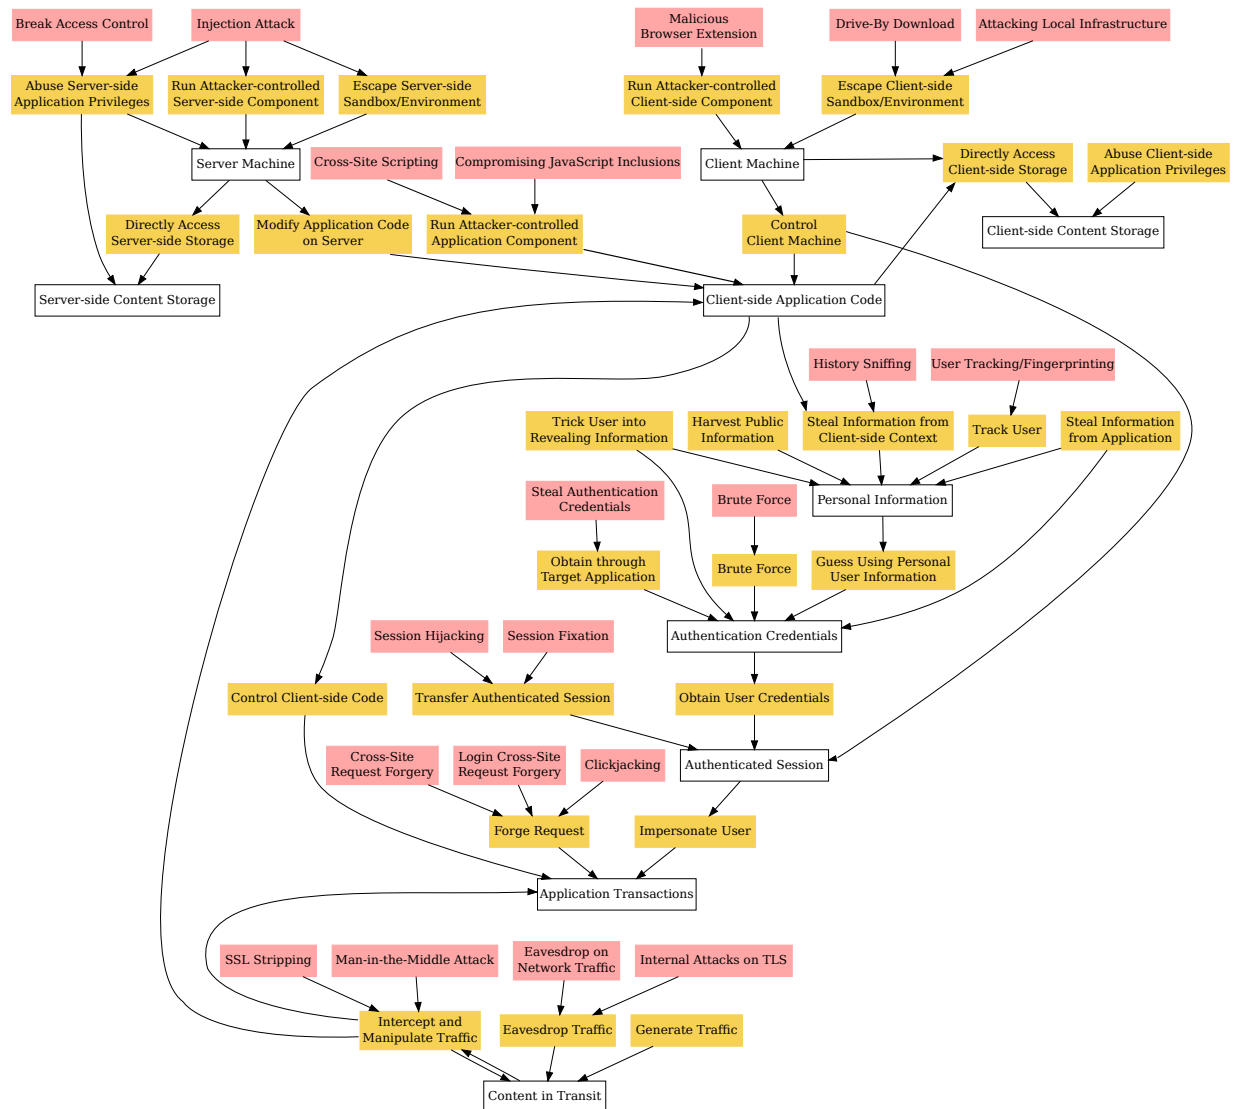 Break Access Control
Injection Attack
Malicious
Browser Extension
Drive-By Download
Attacking Local Infrastructure
Abuse Server-side
Application Privileges
Run Attacker-controlled
Server-side Component
Escape Server-side
Sandbox/Environment
Run Attacker-controlled
Client-side Component
Escape Client-side
Sandbox/Environment
Server Machine
Cross-Site Scripting
Compromising JavaScript Inclusions
Client Machine
Directly Access
Client-side Storage
Abuse Client-side
Application Privileges
Directly Access
Server-side Storage
Modify Application Code
on Server
Run Attacker-controlled
Application Component
Control
Client Machine
Client-side Content Storage
Server-side Content Storage
Client-side Application Code
History Sniffing
User Tracking/Fingerprinting
Trick User into
Revealing Information
Harvest Public
Information
Steal Information from
Client-side Context
Track User
Steal Information
from Application
Steal Authentication
Credentials
Brute Force
Personal Information
Obtain through
Target Application
Brute Force
Guess Using Personal
User Information
Session Hijacking
Session Fixation
Authentication Credentials
Control Client-side Code
Transfer Authenticated Session
Obtain User Credentials
Cross-Site
Request Forgery
Login Cross-Site
Reqeust Forgery
Clickjacking
Authenticated Session
Forge Request
Impersonate User
Application Transactions
SSL Stripping
Man-in-the-Middle Attack
Eavesdrop on
Network Traffic
Internal Attacks on TLS
Intercept and
Manipulate Traffic
Eavesdrop Traffic
Generate Traffic
Content in Transit